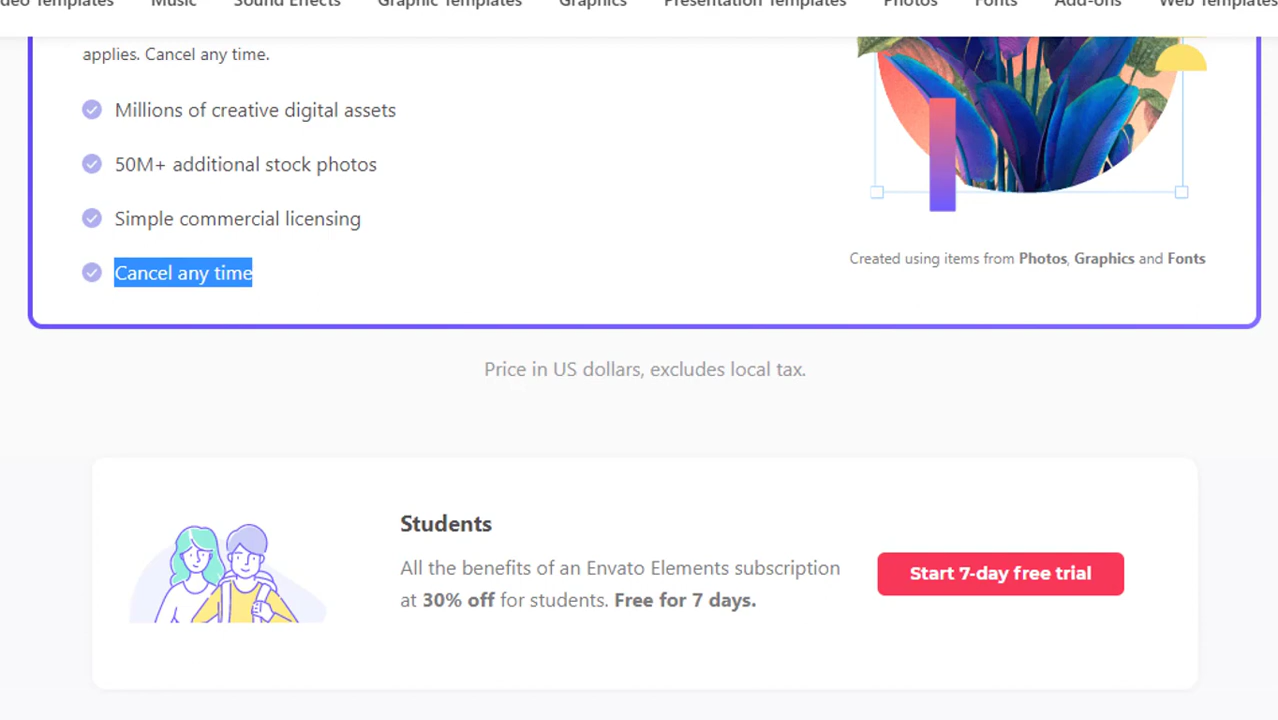 deo Templates Music Sound Effects Graphic Templates Graphics Presentation Templates Photos Fonts Add-ons Web Templates
applies. Cancel any time.
Millions of creative digital assets
50M+ additional stock photos
Simple commercial licensing
Cancel any time
Created using items from Photos, Graphics and Fonts
Price in US dollars, excludes local tax.
Students
All the benefits of an Envato Elements subscription
at 30% off for students. Free for 7 days.
Start 7-day free trial